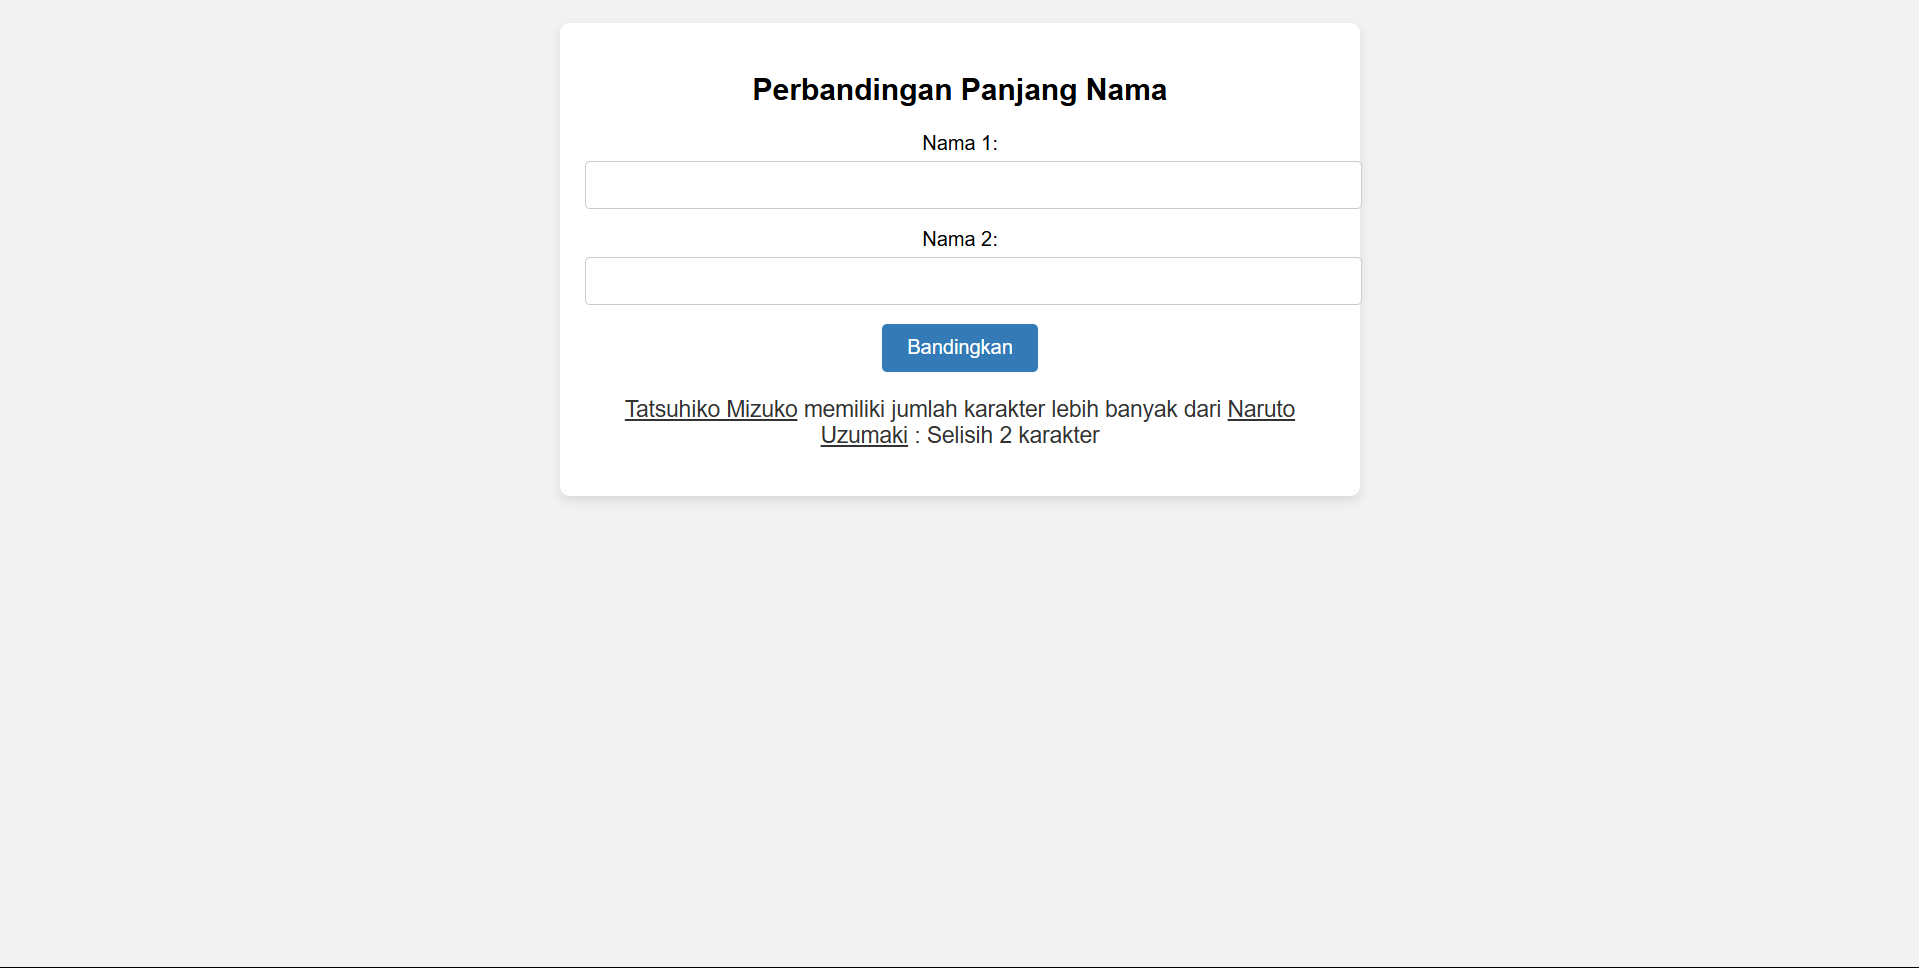 Perbandingan Panjang Nama
Nama 1:
Nama 2:
Bandingkan
Tatsuhiko Mizuko memiliki jumlah karakter lebih banyak dari Naruto
Uzumaki : Selisih 2 karakter